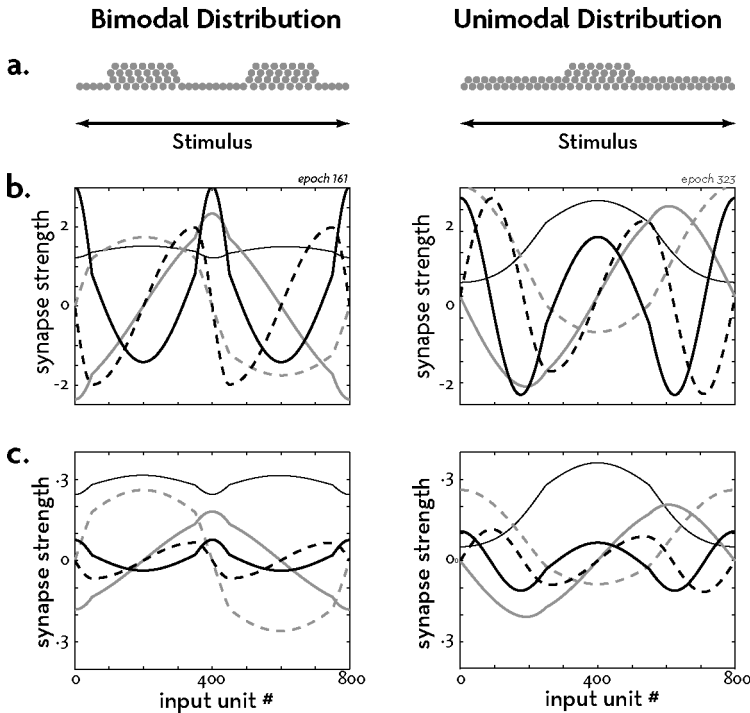 Bimodal Distribution
Unimodal Distribution
a.
Stimulus
Stimulus
b.
epoch 161
epoch 323
synapse strength
2
0
-2
synapse strength
2
0
-2
c.
synapse strength
.3
0
.3
0
400
800
input unit #
synapse strength
.3
0
.3
0
400
800
input unit #